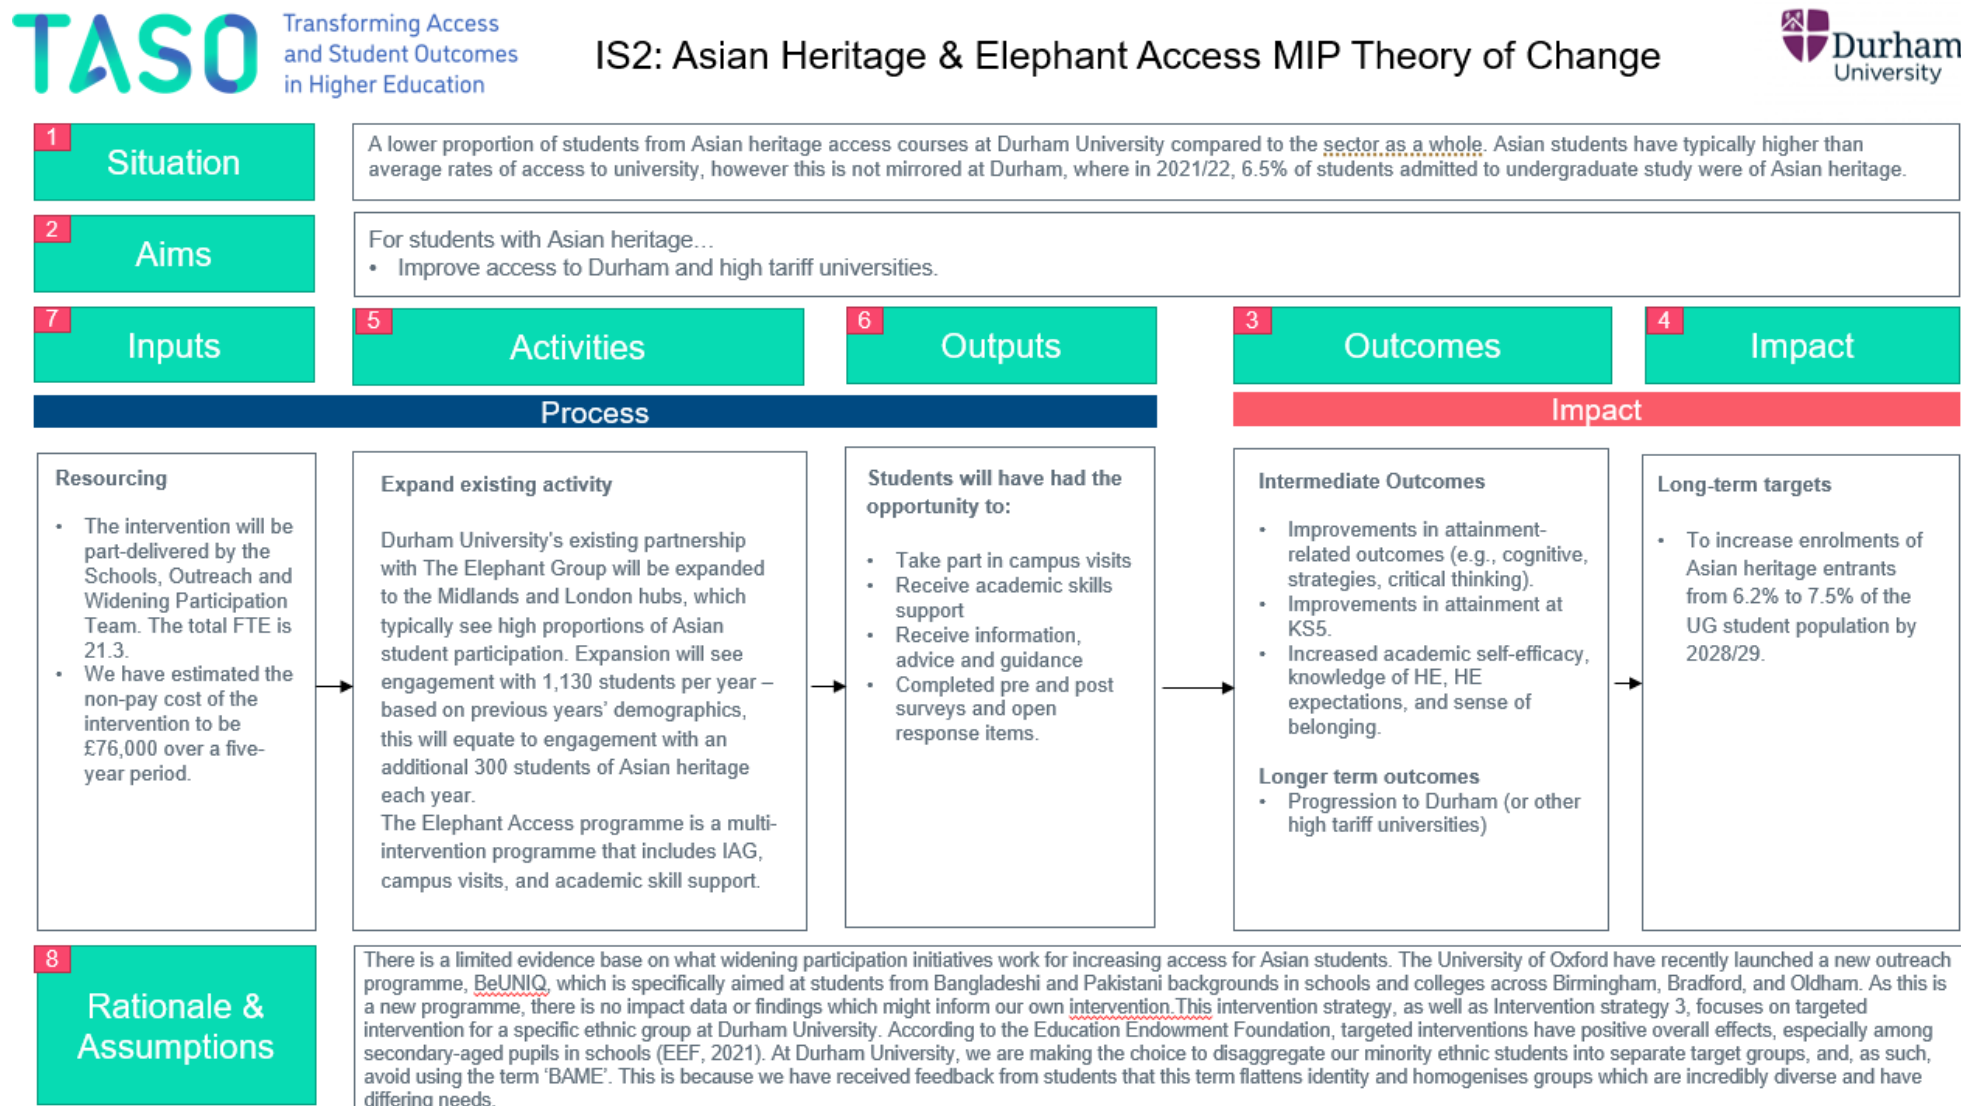 TASO
Transforming Access
and Student Outcomes
in Higher Education
IS2: Asian Heritage & Elephant Access MIP Theory of Change
Durham
University
1
Situation
A lower proportion of students from Asian heritage access courses at Durham University compared to the sector as a whole. Asian students have typically higher than
average rates of access to university, however this is not mirrored at Durham, where in 2021/22, 6.5% of students admitted to undergraduate study were of Asian heritage.
2
Aims
For students with Asian heritage…
• Improve access to Durham and high tariff universities.
7
Inputs
5
Activities
6
Outputs
3
Outcomes
4
Impact
Process
Impact
Resourcing
• The intervention will be
part-delivered by the
Schools, Outreach and
Widening Participation
Team. The total FTE is
21.3.
• We have estimated the
non-pay cost of the
intervention to be
£76,000 over a five-
year period.
Expand existing activity
Durham University's existing partnership
with The Elephant Group will be expanded
to the Midlands and London hubs, which
typically see high proportions of Asian
student participation. Expansion will see
engagement with 1,130 students per year –
based on previous years' demographics,
this will equate to engagement with an
additional 300 students of Asian heritage
each year.
The Elephant Access programme is a multi-
intervention programme that includes IAG,
campus visits, and academic skill support.
Students will have had the
opportunity to:
• Take part in campus visits
• Receive academic skills
support
• Receive information,
advice and guidance
• Completed pre and post
surveys and open
response items.
Intermediate Outcomes
• Improvements in attainment-
related outcomes (e.g., cognitive,
strategies, critical thinking).
• Improvements in attainment at
KS5.
• Increased academic self-efficacy,
knowledge of HE, HE
expectations, and sense of
belonging.
Longer term outcomes
• Progression to Durham (or other
high tariff universities)
Long-term targets
• To increase enrolments of
Asian heritage entrants
from 6.2% to 7.5% of the
UG student population by
2028/29.
8
Rationale &
Assumptions
There is a limited evidence base on what widening participation initiatives work for increasing access for Asian students. The University of Oxford have recently launched a new outreach
programme, BeUNIQ, which is specifically aimed at students from Bangladeshi and Pakistani backgrounds in schools and colleges across Birmingham, Bradford, and Oldham. As this is
a new programme, there is no impact data or findings which might inform our own intervention.This intervention strategy, as well as Intervention strategy 3, focuses on targeted
intervention for a specific ethnic group at Durham University. According to the Education Endowment Foundation, targeted interventions have positive overall effects, especially among
secondary-aged pupils in schools (EEF, 2021). At Durham University, we are making the choice to disaggregate our minority ethnic students into separate target groups, and, as such,
avoid using the term 'BAME'. This is because we have received feedback from students that this term flattens identity and homogenises groups which are incredibly diverse and have
differing needs.